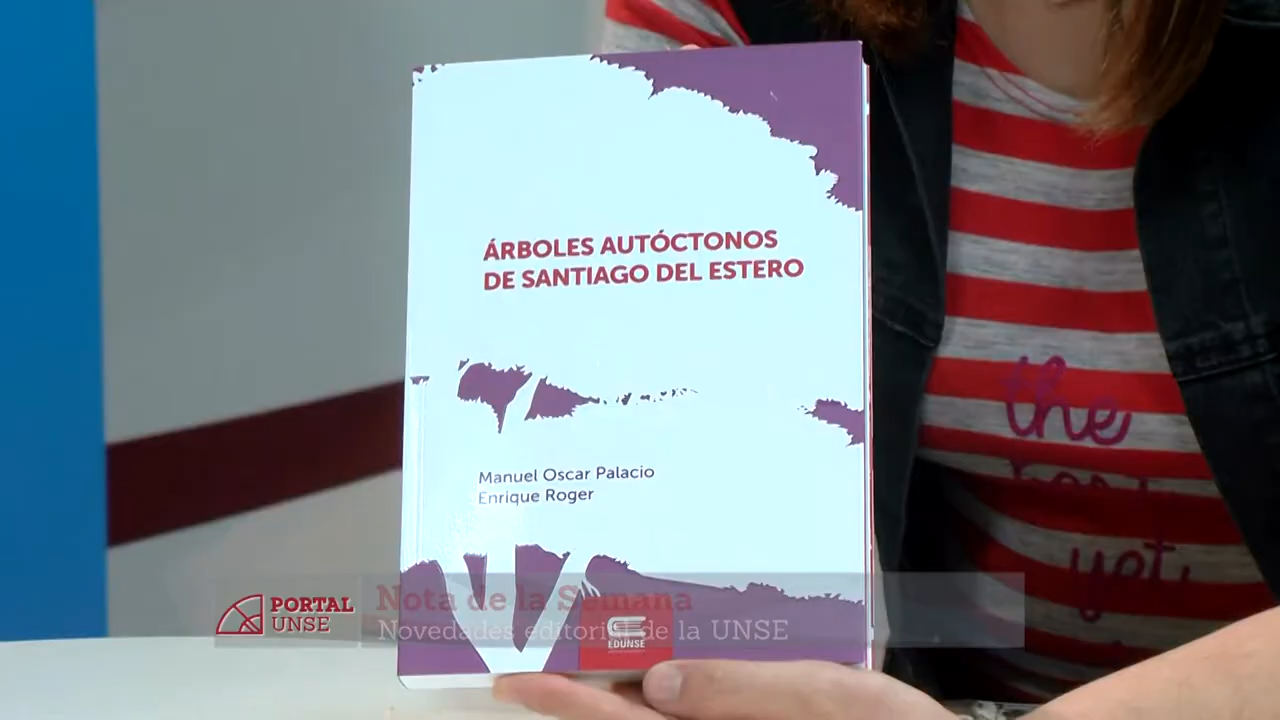 ÁRBOLES AUTÓCTONOS
DE SANTIAGO DEL ESTERO
Manuel Oscar Palacio
Enrique Roger
the
yet
PORTAL
UNSE
Nota de la Semana
Novedades editorial de la UNSE
EDUNSE